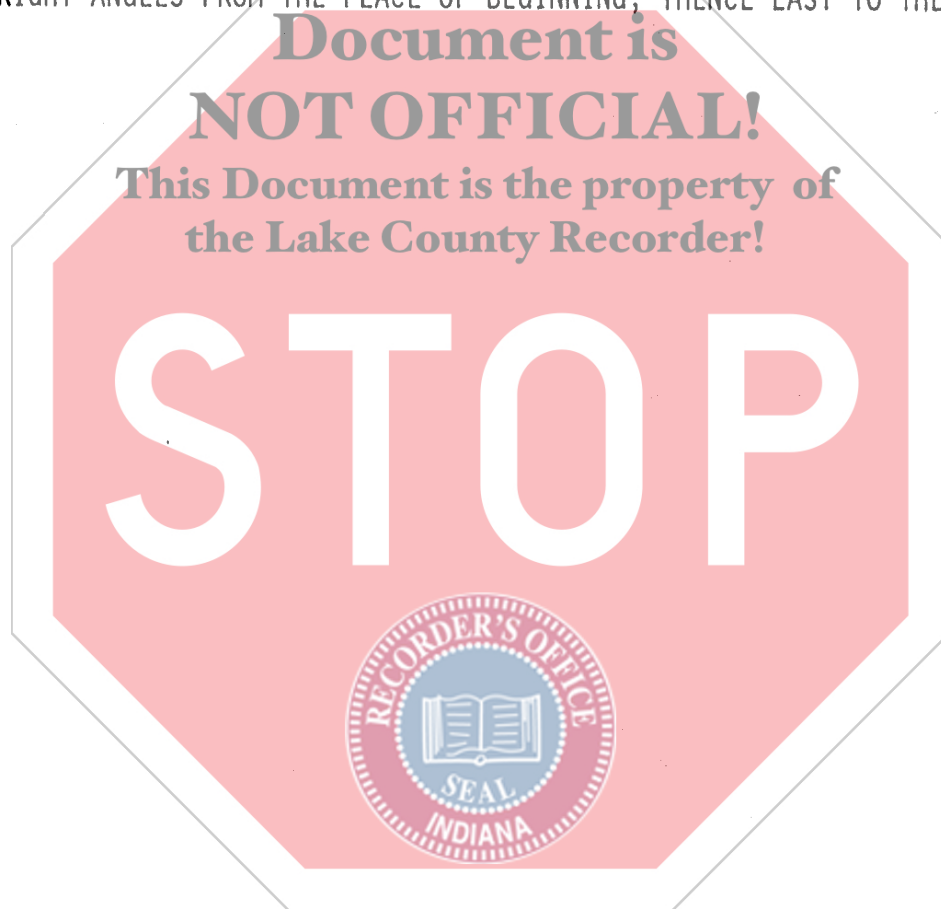 RIGHT ANGLES FROM THE PLACE OF BEGINNING; THENCE EAST TO THE
Document is
NOT OFFICIAL!
This Document is the property of
the Lake County Recorder!
STOP
RECORDER'S OFFICE
SEAL
INDIANA